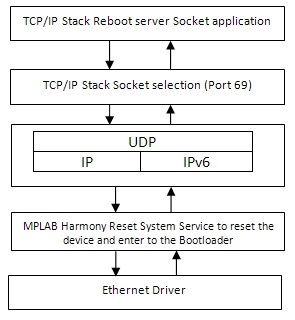 TCP/IP Stack Reboot server Socket application
TCP/IP Stack Socket selection (Port 69)
UDP
IP
IPv6
MPLAB Harmony Reset System Service to reset the
device and enter to the Bootloader
Ethernet Driver